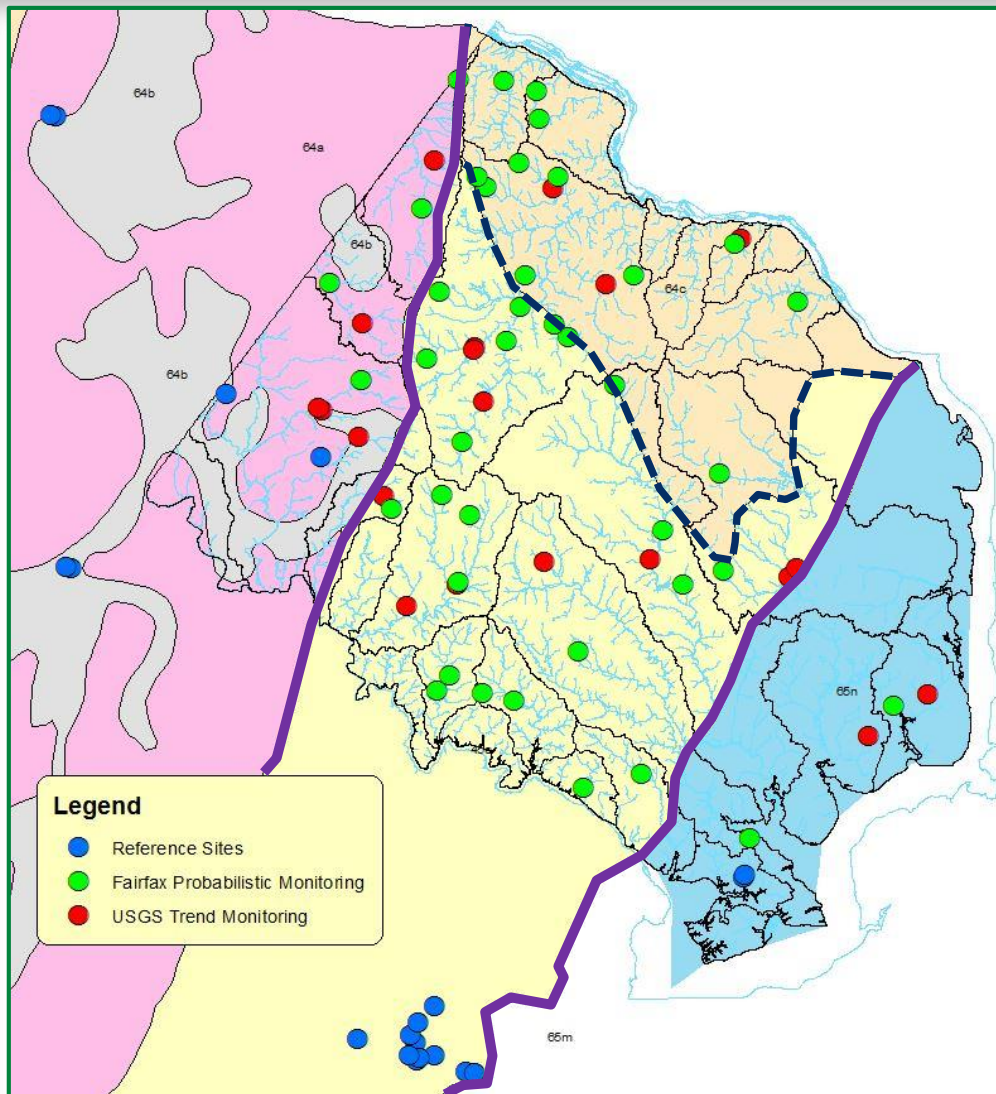 64b
64a
64b
64c
64b
65n
Legend
Reference Sites
Fairfax Probabilistic Monitoring
USGS Trend Monitoring
65m